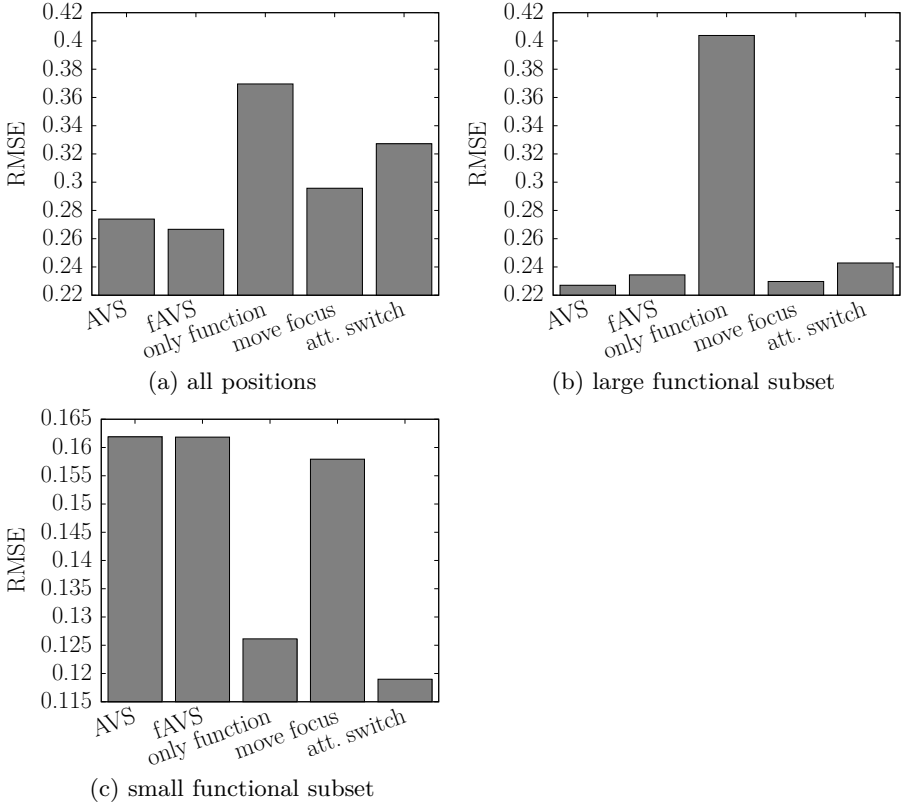 0.42
0.4
0.38
0.36
0.34
0.32
0.3
0.28
0.26
0.24
0.22
RMSE
AVS
fAVS
only function
move focus
att. switch
(a) all positions
0.42
0.4
0.38
0.36
0.34
0.32
0.3
0.28
0.26
0.24
0.22
RMSE
AVS
fAVS
only function
move focus
att. switch
(b) large functional subset
0.165
0.16
0.155
0.15
0.145
0.14
0.135
0.13
0.125
0.12
0.115
RMSE
AVS
fAVS
only function
move focus
att. switch
(c) small functional subset